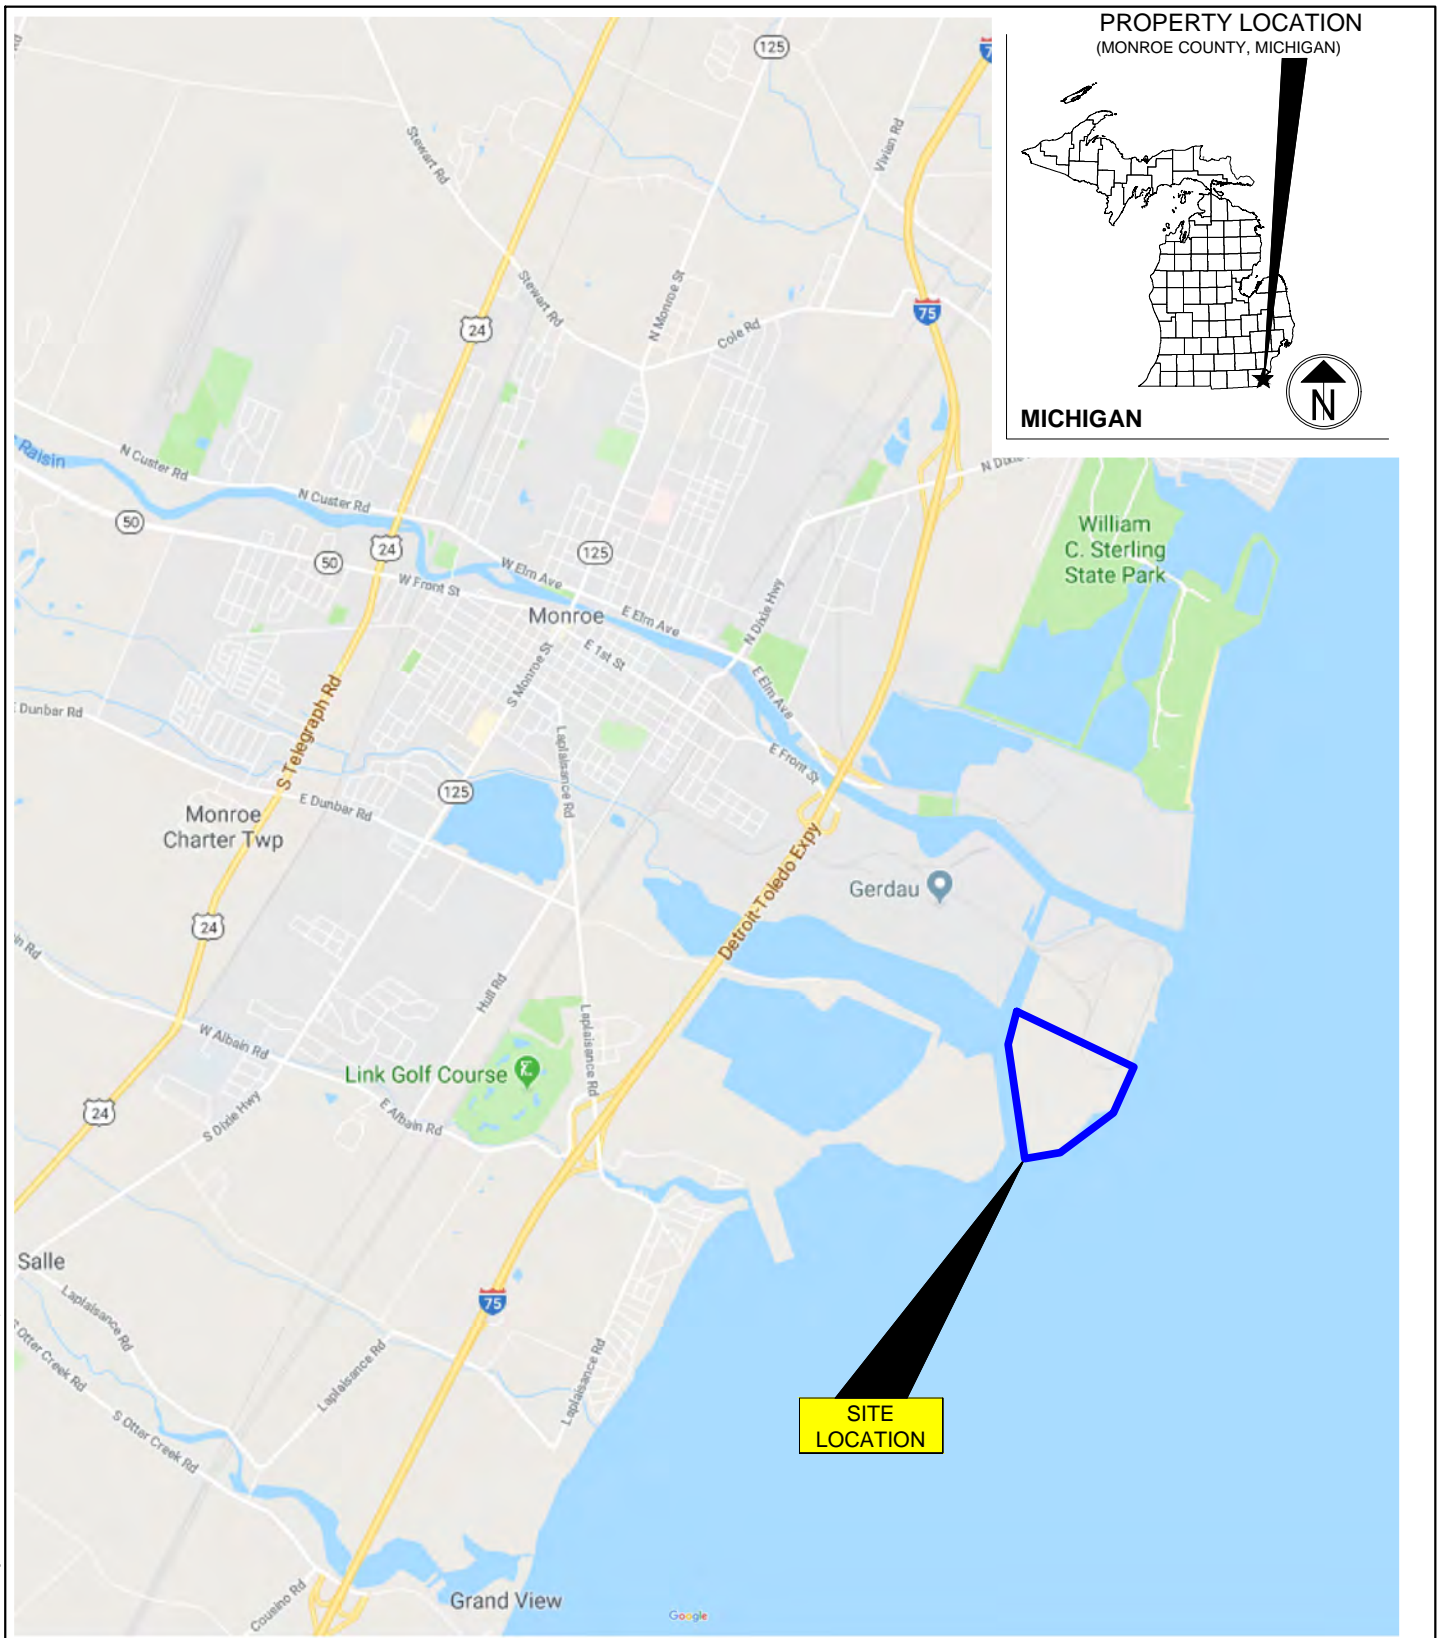 PROPERTY LOCATION
(MONROE COUNTY, MICHIGAN)
MICHIGAN
N
125
Stewart Rd
Vivian Rd
Stewart Rd
N Monroe St
Cole Rd
75
24
Raisin
N Custer Rd
N Custer Rd
50
50
24
125
W Elm Ave
W Front St
Monroe
E Elm Ave
E 1st St
N Dixie Hwy
William
C. Sterling
State Park
S Monroe St
E Elm Ave
E Dunbar Rd
S Telegraph Rd
Laplaisance Rd
E Front St
125
E Dunbar Rd
Monroe
Charter Twp
Detroit-Toledo Expy
Gerdau
24
Hull Rd
Laplaisance Rd
W Albain Rd
Link Golf Course
E Albain Rd
24
S Dixie Hwy
Salle
Laplaisance Rd
75
S Otter Creek Rd
Laplaisance Rd
Laplaisance Rd
S Otter Creek Rd
SITE
LOCATION
Cousino Rd
Grand View
Google